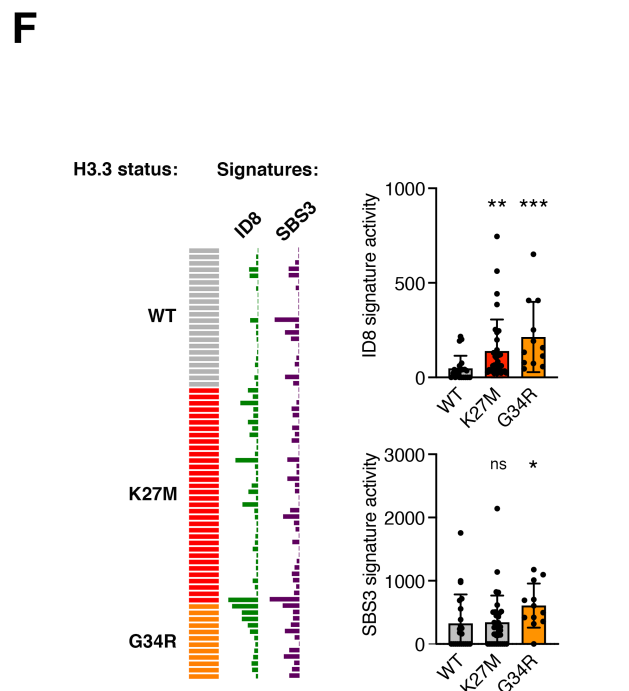 F
H3.3 status:
Signatures:
ID8
SBS3
WT
K27M
G34R
ID8 signature activity
1000
500
0
**
***
WT
K27M
G34R
SBS3 signature activity
3000
2000
1000
0
ns
*
WT
K27M
G34R